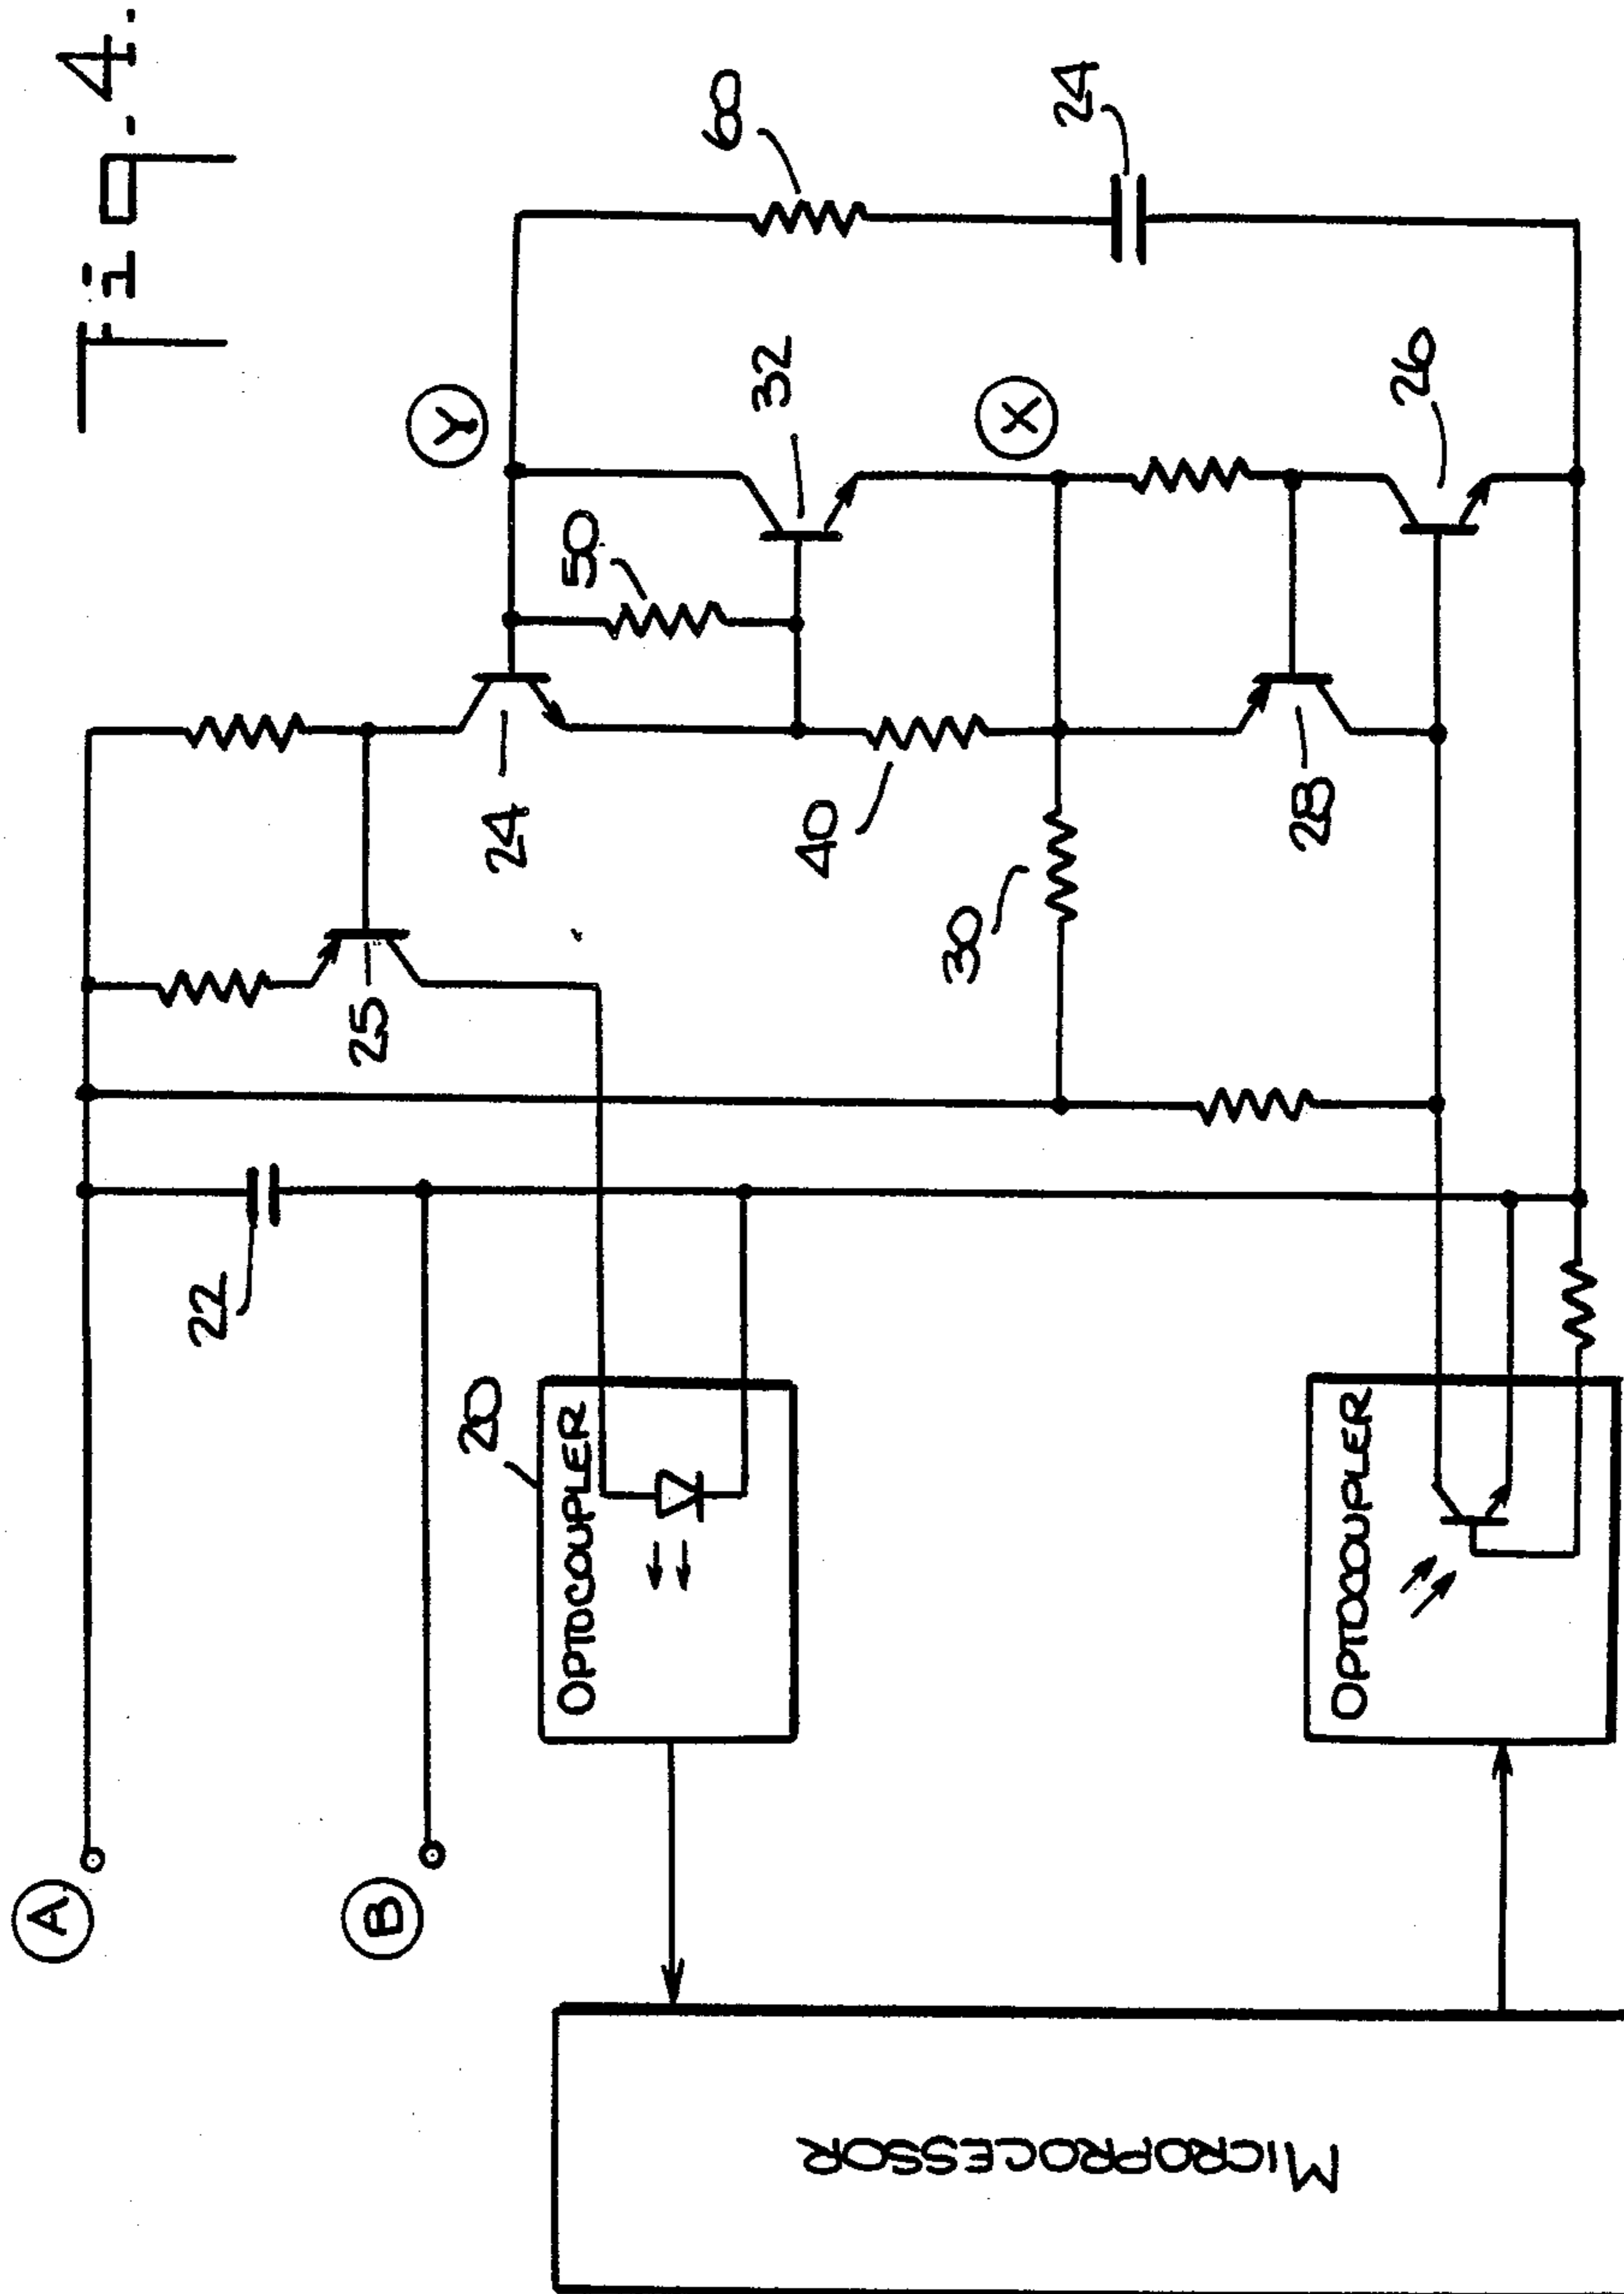 Fig. 4.
A
B
22
25
24
Y
50
32
60
24
40
30
X
28
26
20
OPTOCOUPLER
OPTOCOUPLER
MICROPROCESSOR